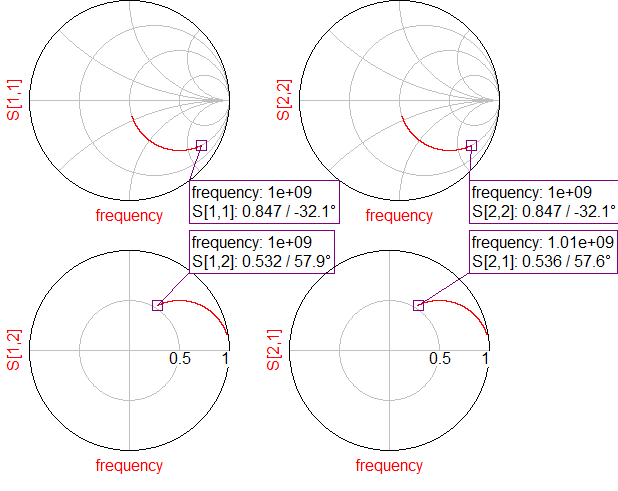 S[1,1]
frequency
frequency: 1e+09
S[1,1]: 0.847 / -32.1°
S[2,2]
frequency
frequency: 1e+09
S[2,2]: 0.847 / -32.1°
S[1,2]
0.5
1
frequency
frequency: 1e+09
S[1,2]: 0.532 / 57.9°
S[2,1]
0.5
1
frequency
frequency: 1.01e+09
S[2,1]: 0.536 / 57.6°